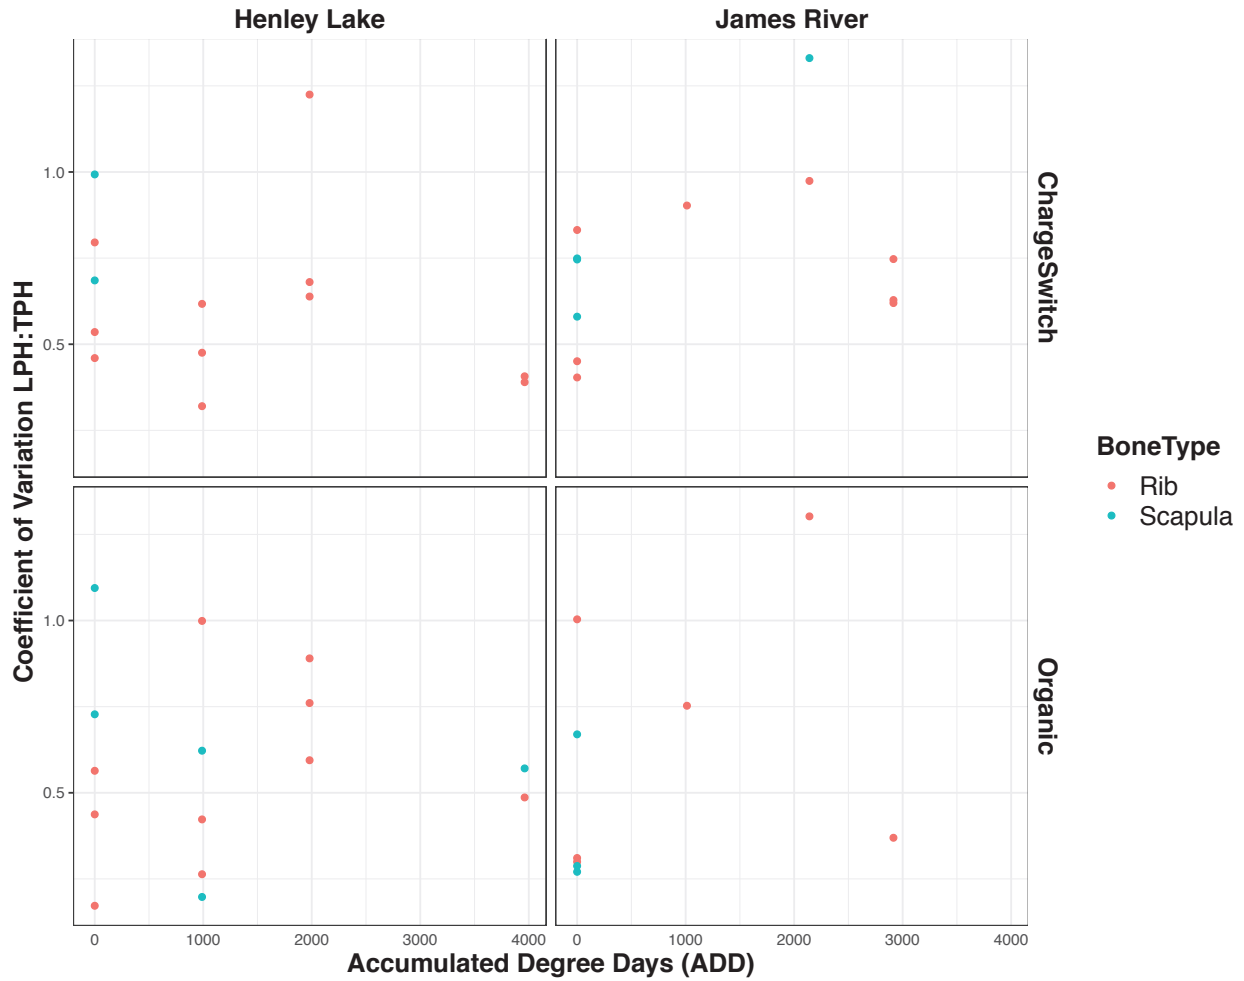 Henley Lake
James River
1.0
0.5
ChargeSwitch
Coefficient of Variation LPH:TPH
1.0
0.5
Organic
BoneType
Rib
Scapula
0 1000 2000 3000 4000
0 1000 2000 3000 4000
Accumulated Degree Days (ADD)